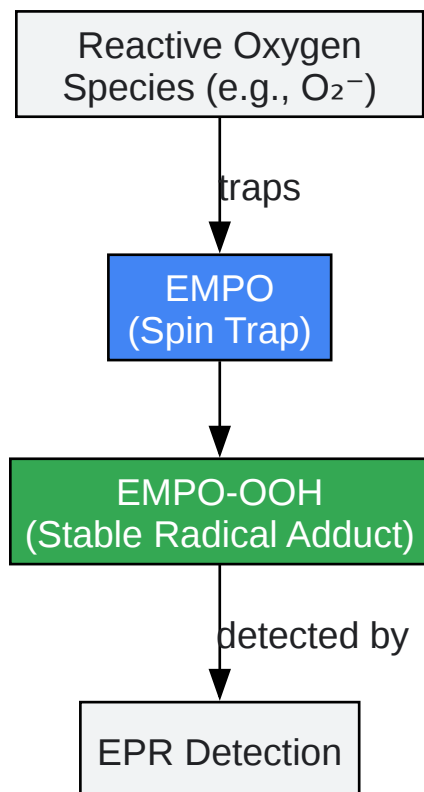 Reactive Oxygen
Species (e.g., O₂⁻)
traps
EMPO
(Spin Trap)
EMPO-OOH
(Stable Radical Adduct)
detected by
EPR Detection